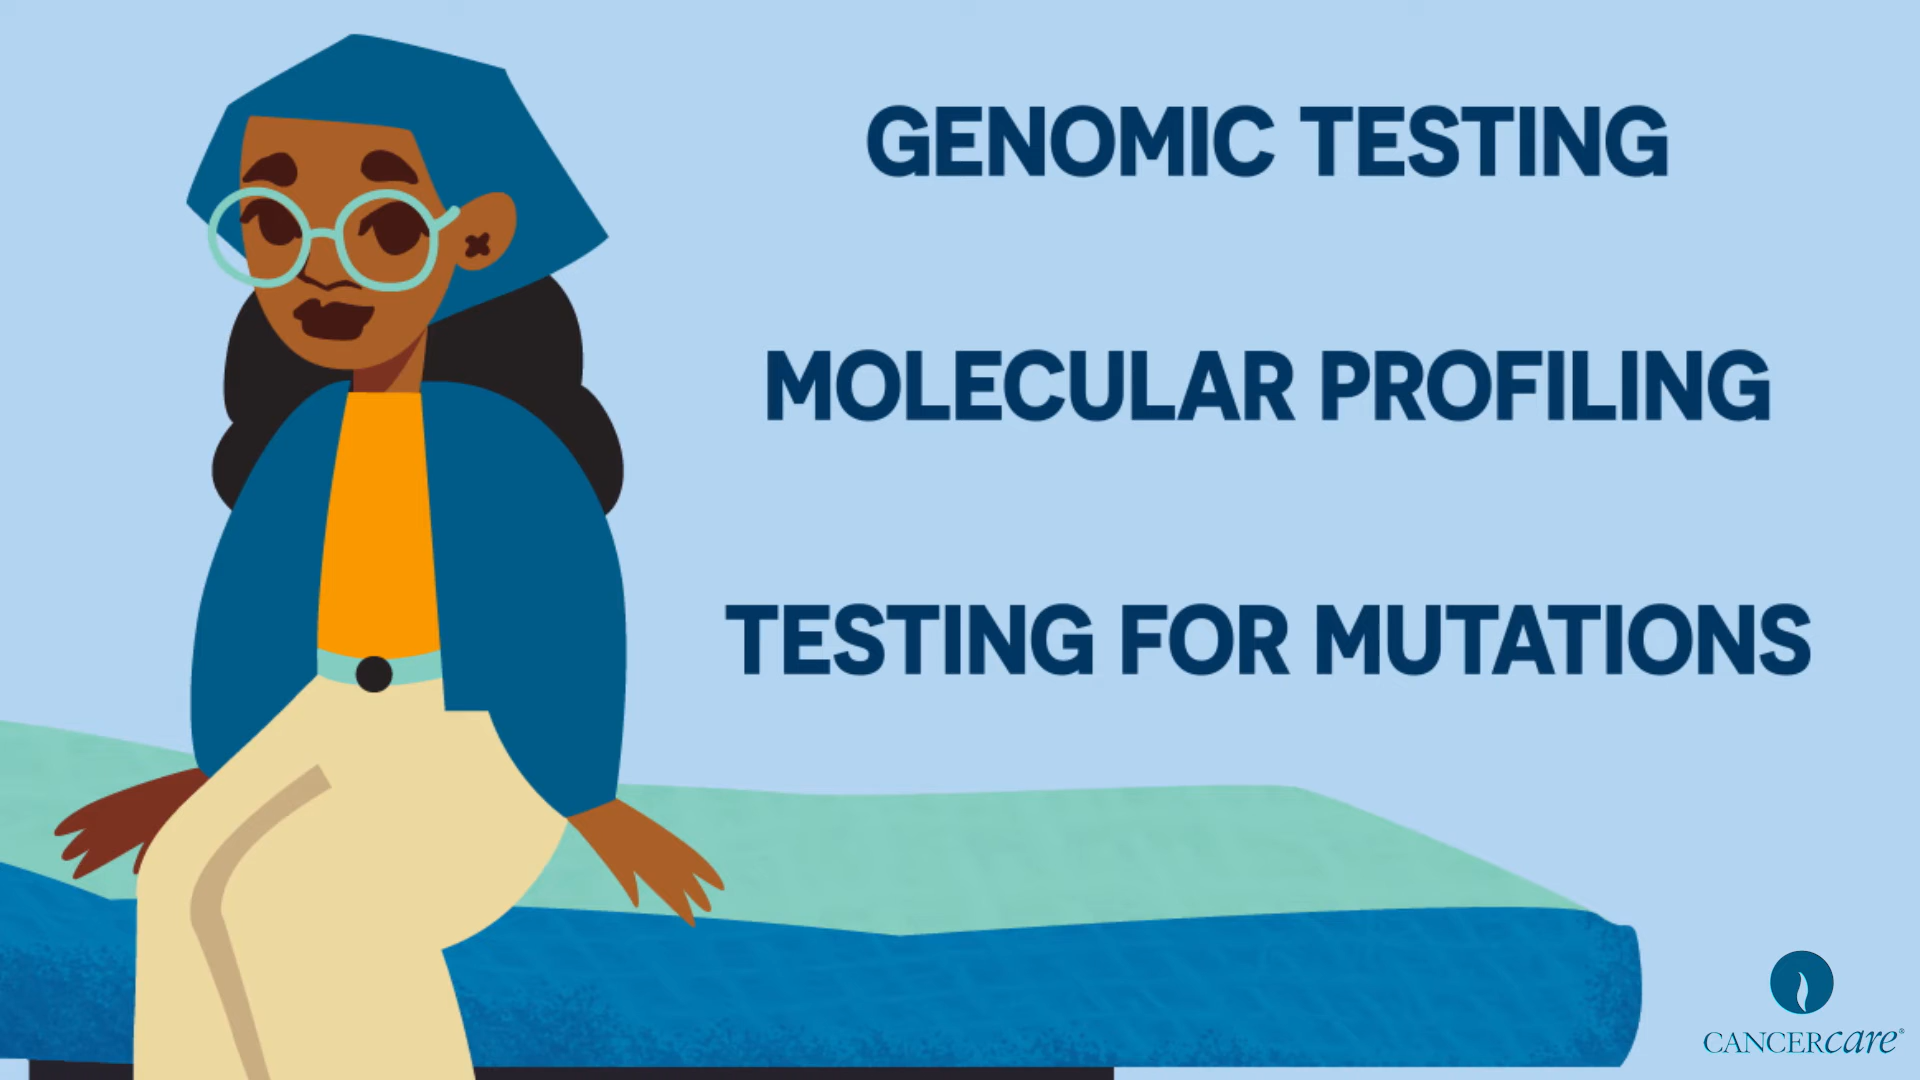 GENOMIC TESTING
MOLECULAR PROFILING
TESTING FOR MUTATIONS
CANCERcare®